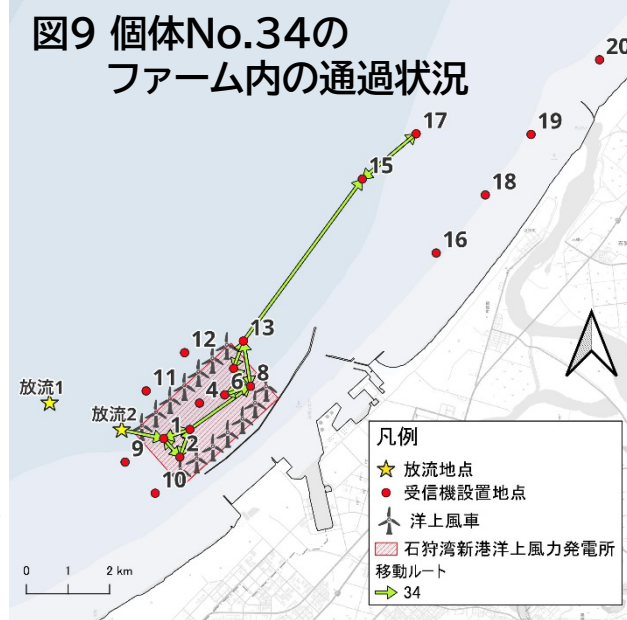 図9 個体No.34の
ファーム内の通過状況
20
17
19
15
18
16
13
12
6
8
4
11
放流1
放流2
1
2
9
10
凡例
放流地点
受信機設置地点
洋上風車
石狩湾新港洋上風力発電所
移動ルート
34
0 1 2 km